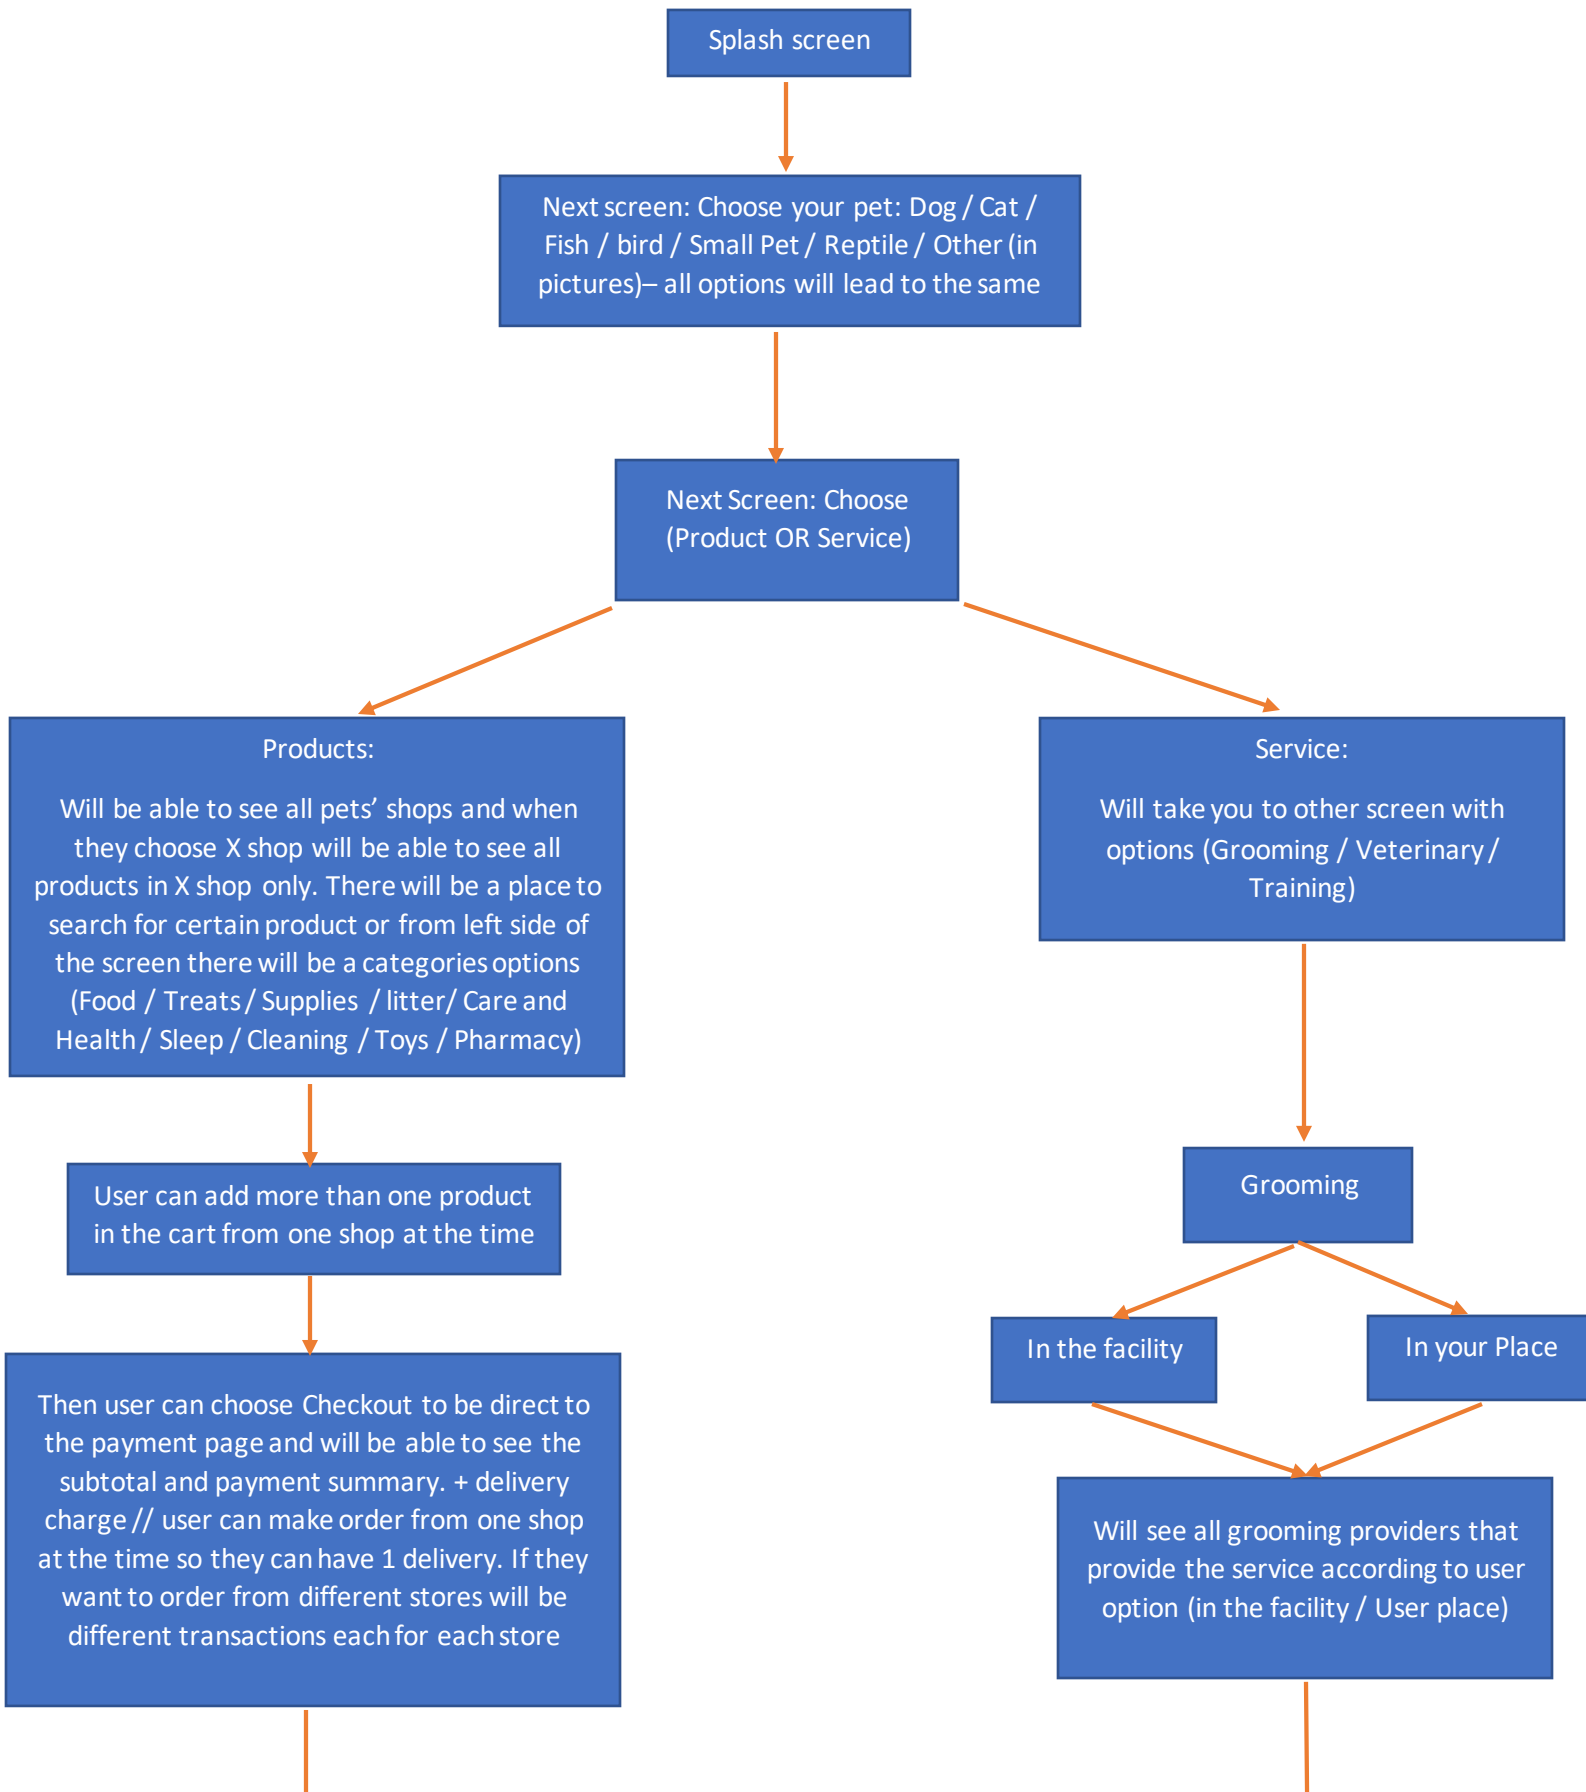 Splash screen
Next screen: Choose your pet: Dog / Cat /
Fish / bird / Small Pet / Reptile / Other (in
pictures)– all options will lead to the same
Next Screen: Choose
(Product OR Service)
Products:
Will be able to see all pets’ shops and when
they choose X shop will be able to see all
products in X shop only. There will be a place to
search for certain product or from left side of
the screen there will be a categories options
(Food / Treats / Supplies / litter/ Care and
Health / Sleep / Cleaning / Toys / Pharmacy)
Service:
Will take you to other screen with
options (Grooming / Veterinary /
Training)
User can add more than one product
in the cart from one shop at the time
Grooming
In the facility
In your Place
Then user can choose Checkout to be direct to
the payment page and will be able to see the
subtotal and payment summary. + delivery
charge // user can make order from one shop
at the time so they can have 1 delivery. If they
want to order from different stores will be
different transactions each for each store
Will see all grooming providers that
provide the service according to user
option (in the facility / User place)